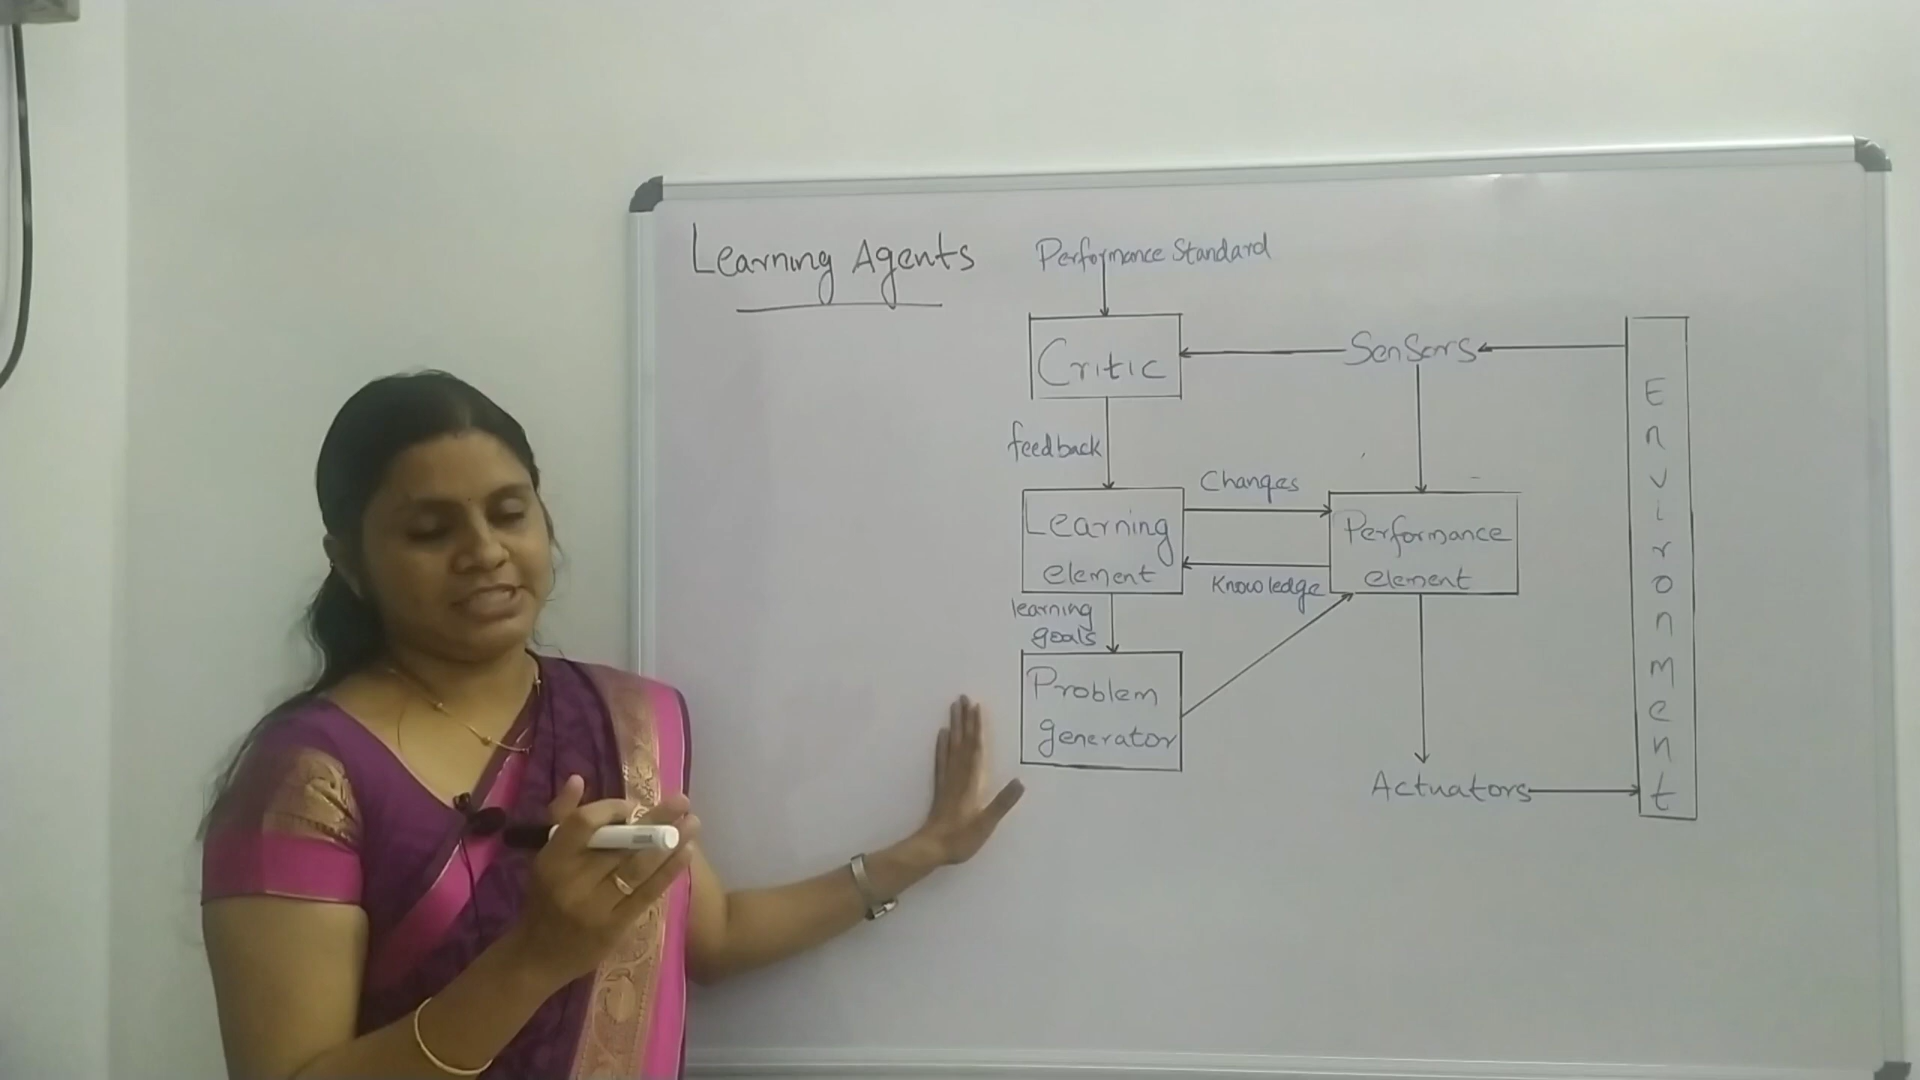 Learning Agents
Performance Standard
Critic
Sensors
feedback
Changes
Learning
element
Performance
element
Knowledge
learning
goals
Problem
generator
Actuators
Environment